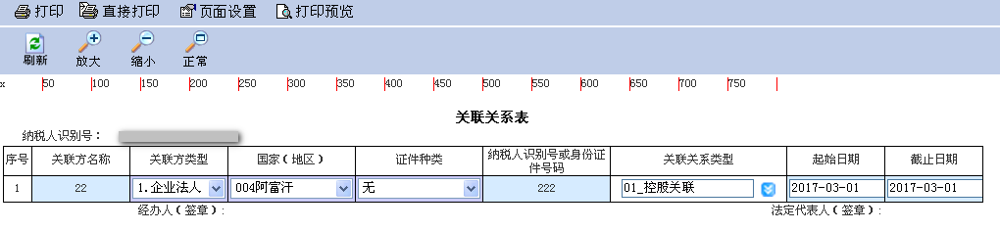 打印 直接打印 页面设置 打印预览
刷新 放大 缩小 正常
x 50 100 150 200 250 300 350 400 450 500 550 600 650 700 750
关联关系表
纳税人识别号：
序号 关联方名称 关联方类型 国家（地区） 证件种类 纳税人识别号或身份证件号码 关联关系类型 起始日期 截止日期
1 22 1.企业法人 004阿富汗 无 222 01_控股关联 2017-03-01 2017-03-01
经办人（签章）: 法定代表人（签章）: